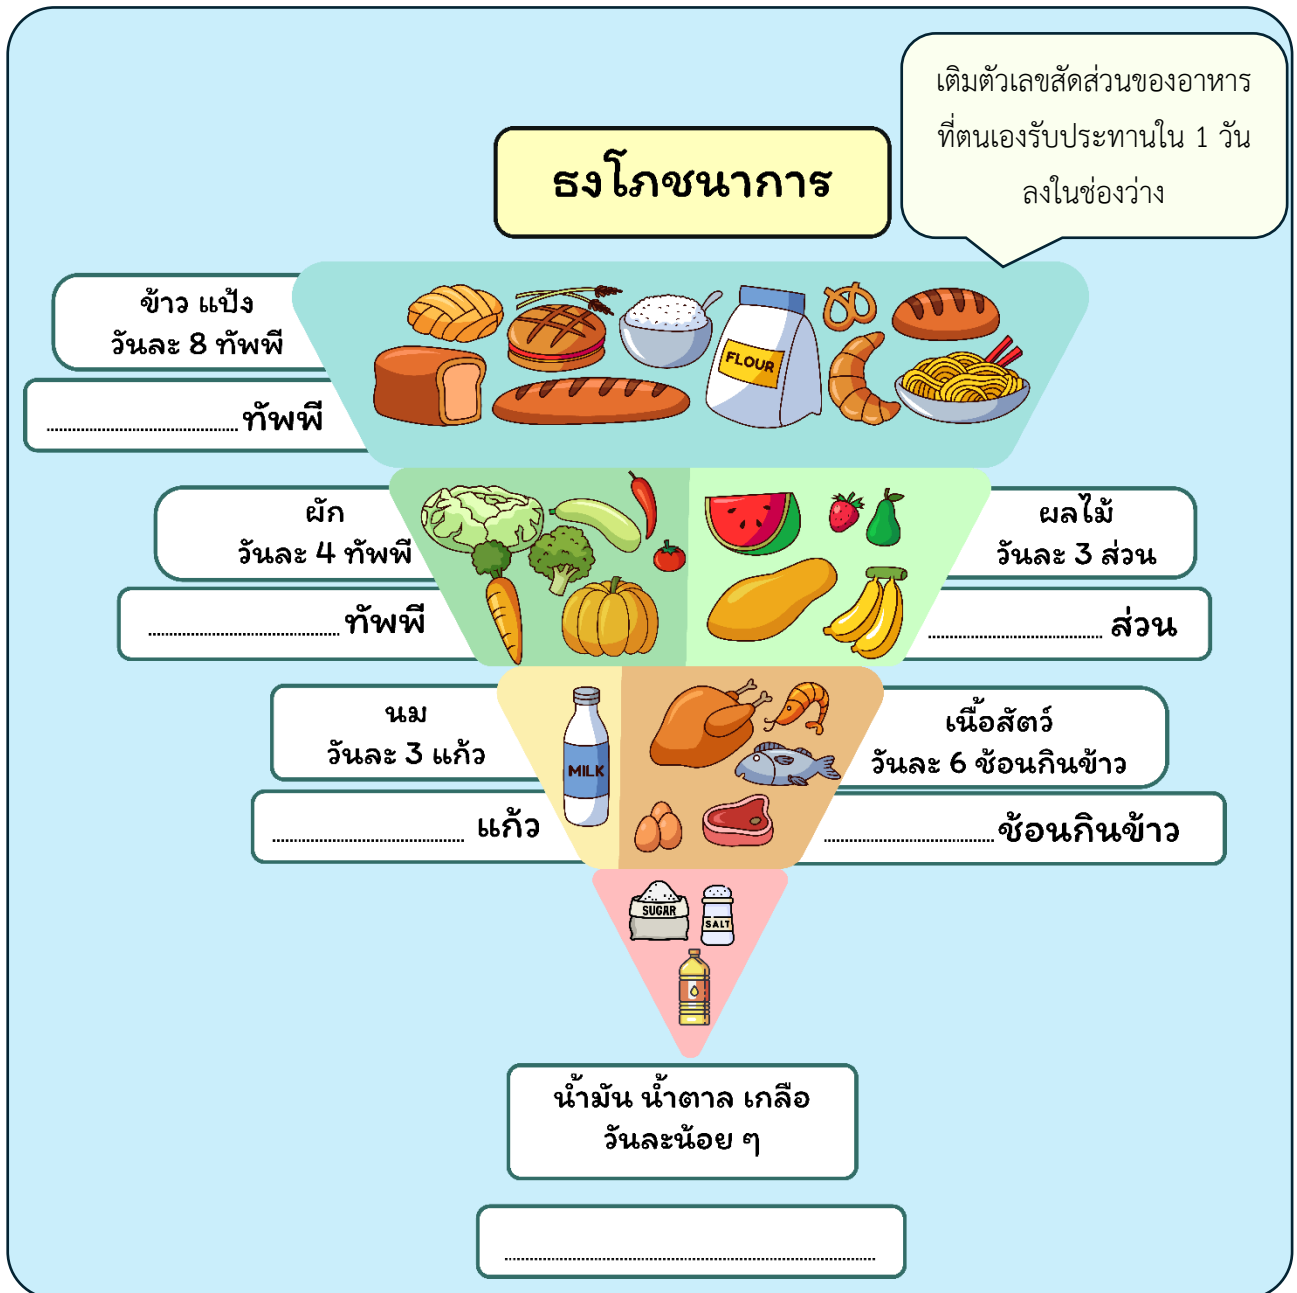 เติมตัวเลขสัดส่วนของอาหาร
ที่ตนเองรับประทานใน 1 วัน
ลงในช่องว่าง
ธงโภชนาการ
ข้าว แป้ง
วันละ 8 ทัพพี
ทัพพี
FLOUR
ผัก
วันละ 4 ทัพพี
ทัพพี
ผลไม้
วันละ 3 ส่วน
ส่วน
นม
วันละ 3 แก้ว
แก้ว
MILK
เนื้อสัตว์
วันละ 6 ช้อนกินข้าว
ช้อนกินข้าว
SUGAR
SALT
น้ำมัน น้ำตาล เกลือ
วันละน้อย ๆ